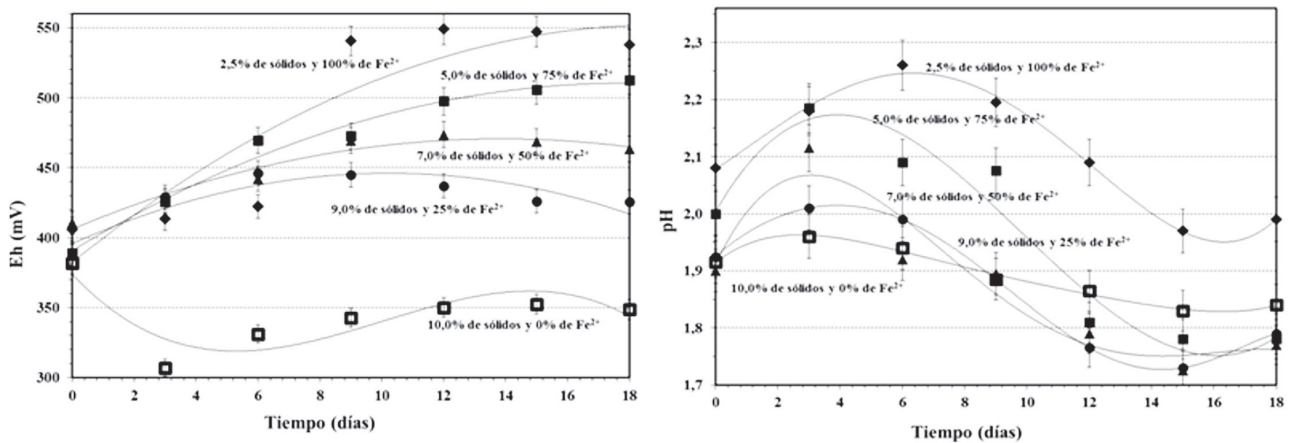 550
500
450
400
350
300
Eh (mV)
2,5% de sólidos y 100% de Fe²⁺
5,0% de sólidos y 75% de Fe²⁺
7,0% de sólidos y 50% de Fe²⁺
9,0% de sólidos y 25% de Fe²⁺
10,0% de sólidos y 0% de Fe²⁺
0 2 4 6 8 10 12 14 16 18
Tiempo (días)
2,3
2,2
2,1
2,0
1,9
1,8
1,7
pH
2,5% de sólidos y 100% de Fe²⁺
5,0% de sólidos y 75% de Fe²⁺
7,0% de sólidos y 50% de Fe²⁺
9,0% de sólidos y 25% de Fe²⁺
10,0% de sólidos y 0% de Fe²⁺
0 2 4 6 8 10 12 14 16 18
Tiempo (días)